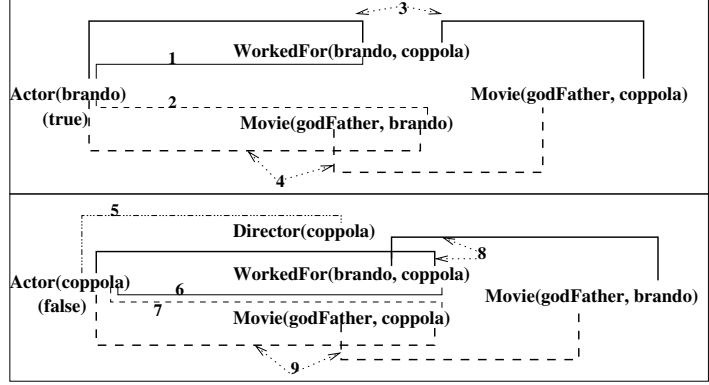 3
WorkedFor(brando, coppola)
1
Actor(brando)
(true)
Movie(godFather, coppola)
2
Movie(godFather, brando)
4
5
Director(coppola)
8
WorkedFor(brando, coppola)
Actor(coppola)
(false)
6
Movie(godFather, brando)
7
Movie(godFather, coppola)
9